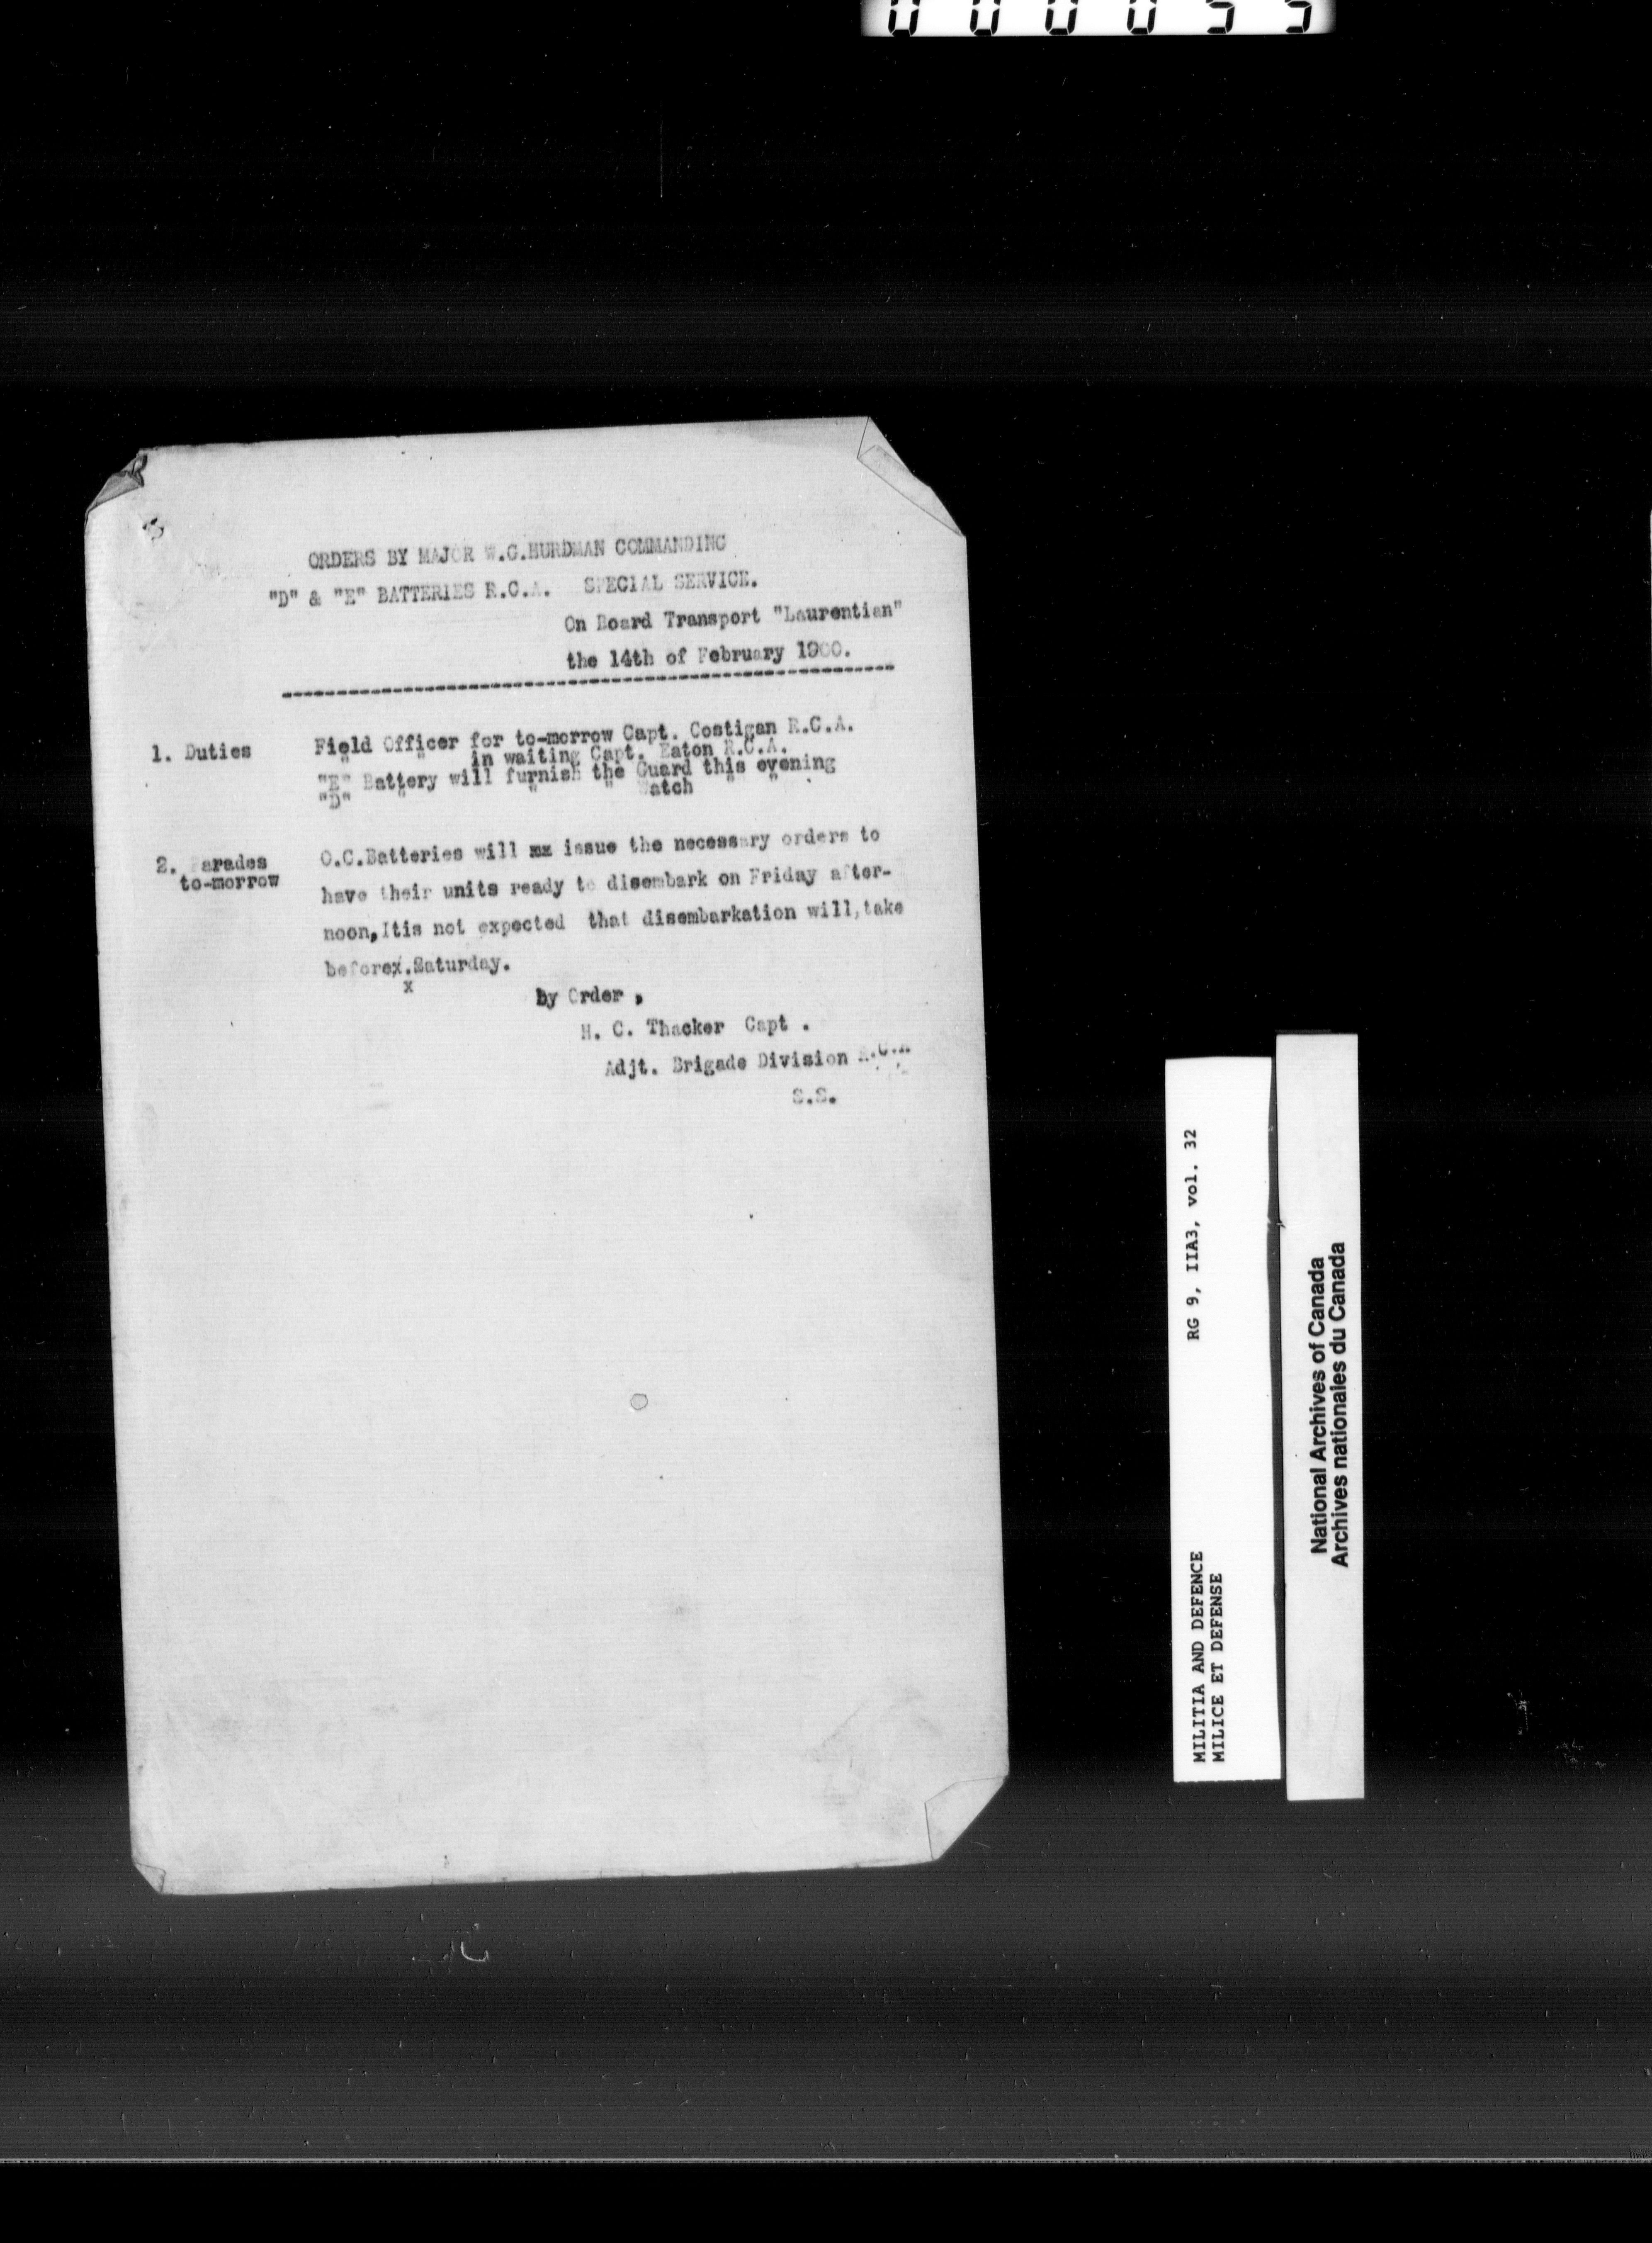 000055
ORDERS BY MAJOR W.G.HURDMAN COMMANDING
"D" & "E" BATTERIES R.C.A. SPECIAL SERVICE.
On Board Transport "Laurentian"
the 14th of February 1900.
1. Duties Field Officer for to-morrow Capt. Costigan R.C.A.
" " in waiting Capt. Eaton R.C.A.
"E" Battery will furnish the Guard this evening
"D" " " " Watch " "
2. Parades to-morrow
O.C.Batteries will xx issue the necessary orders to
have their units ready to disembark on Friday after-
noon,Itis not expected that disembarkation will,take
beforex.Saturday.
x
by Order ,
H. C. Thacker Capt .
Adjt. Brigade Division R.C.A
S.S.
RG 9, IIA3, vol. 32
MILITIA AND DEFENCE
MILICE ET DEFENSE
National Archives of Canada
Archives nationales du Canada